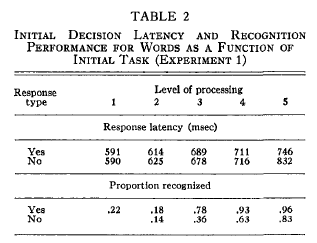 TABLE 2
INITIAL DECISION LATENCY AND RECOGNITION
PERFORMANCE FOR WORDS AS A FUNCTION OF
INITIAL TASK (EXPERIMENT 1)
Response type Level of processing
1 2 3 4 5
Response latency (msec)
Yes 591 614 689 711 746
No 590 625 678 716 832
Proportion recognized
Yes .22 .18 .78 .93 .96
No .14 .36 .63 .83